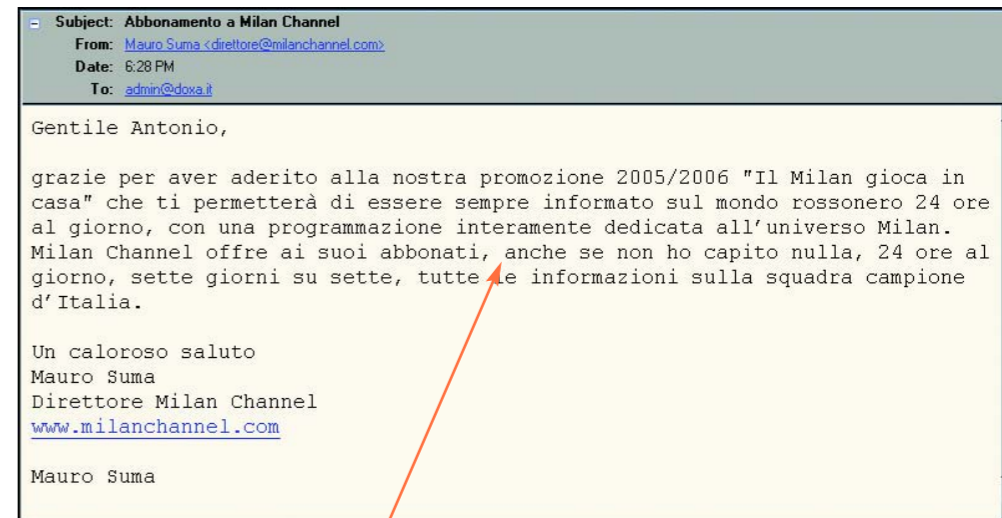 Subject: Abbonamento a Milan Channel
From: Mauro Suma <direttore@milanchannel.com>
Date: 6:28 PM
To: admin@doxa.it
Gentile Antonio,
grazie per aver aderito alla nostra promozione 2005/2006 "Il Milan gioca in
casa" che ti permetterà di essere sempre informato sul mondo rossonero 24 ore
al giorno, con una programmazione interamente dedicata all'universo Milan.
Milan Channel offre ai suoi abbonati, anche se non ho capito nulla, 24 ore al
giorno, sette giorni su sette, tutte le informazioni sulla squadra campione
d'Italia.
Un caloroso saluto
Mauro Suma
Direttore Milan Channel
www.milanchannel.com
Mauro Suma